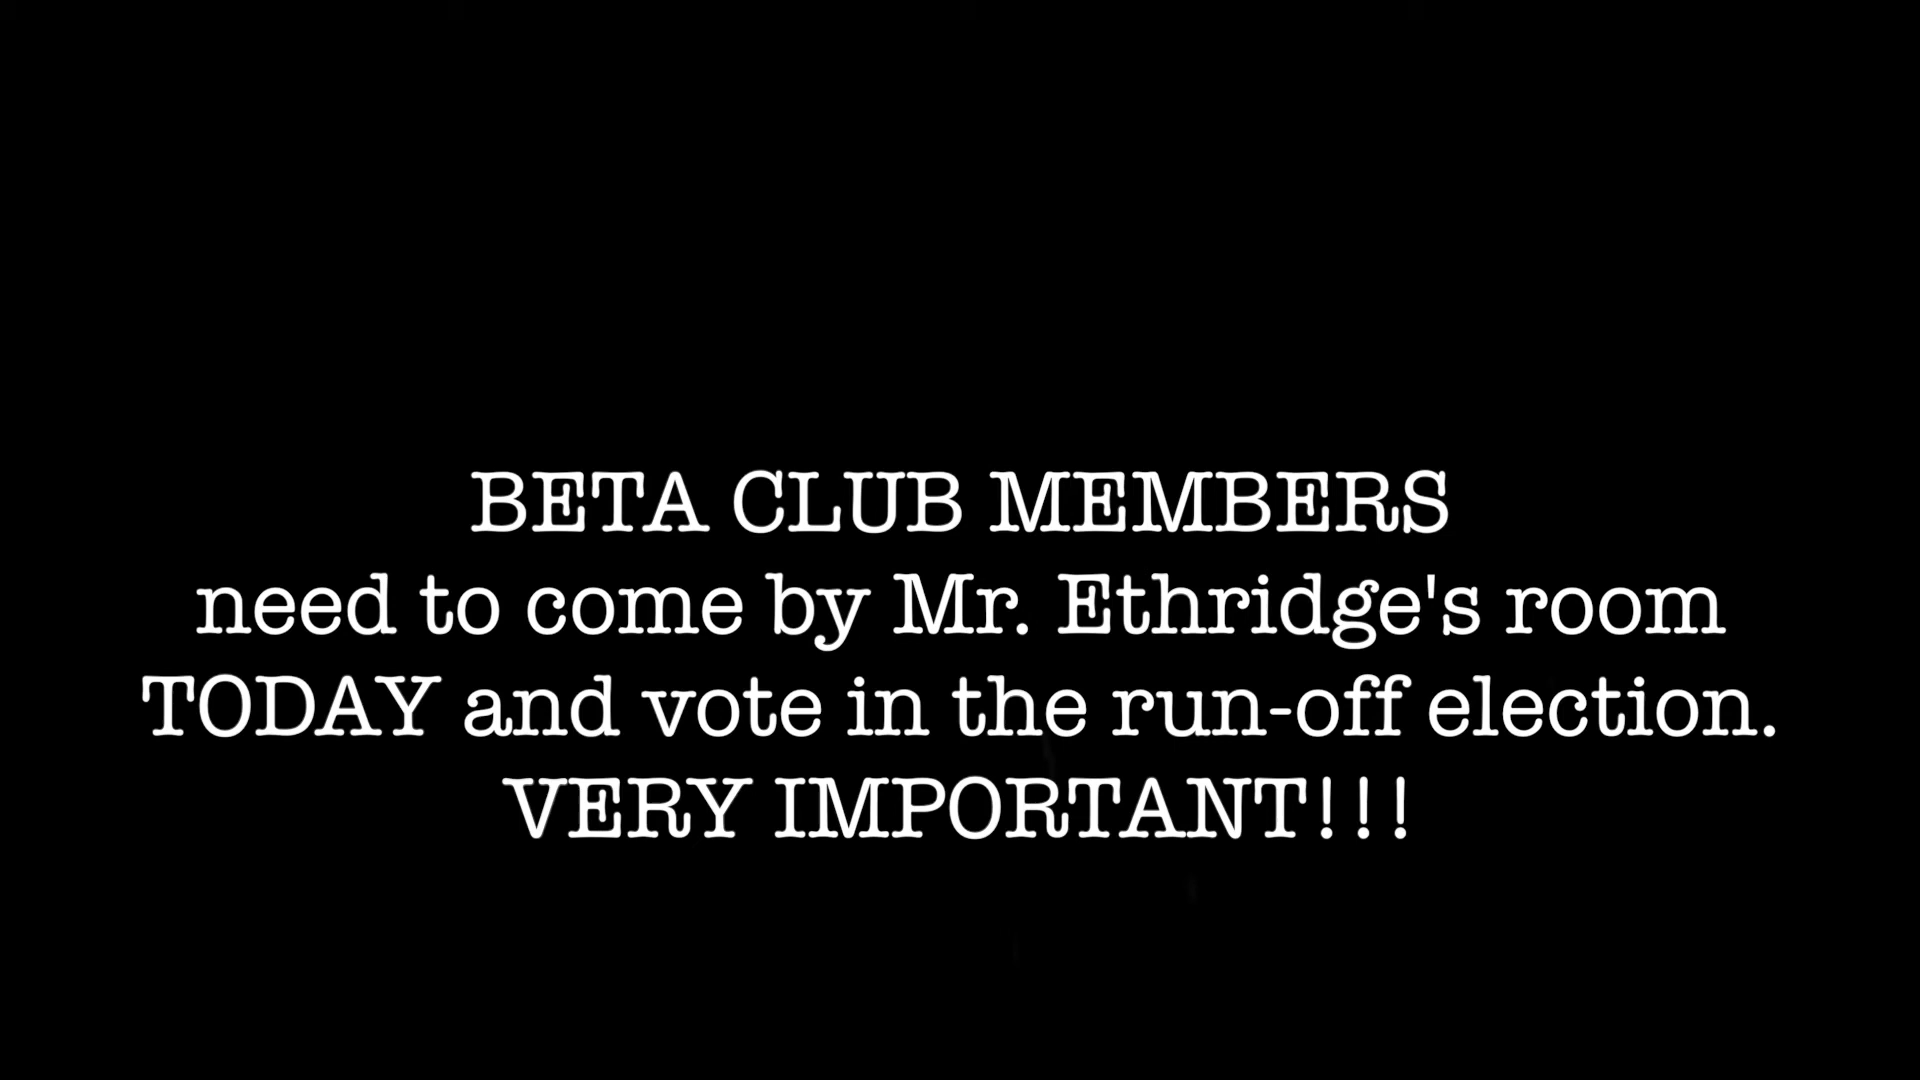 BETA CLUB MEMBERS
need to come by Mr. Ethridge's room
TODAY and vote in the run-off election.
VERY IMPORTANT!!!